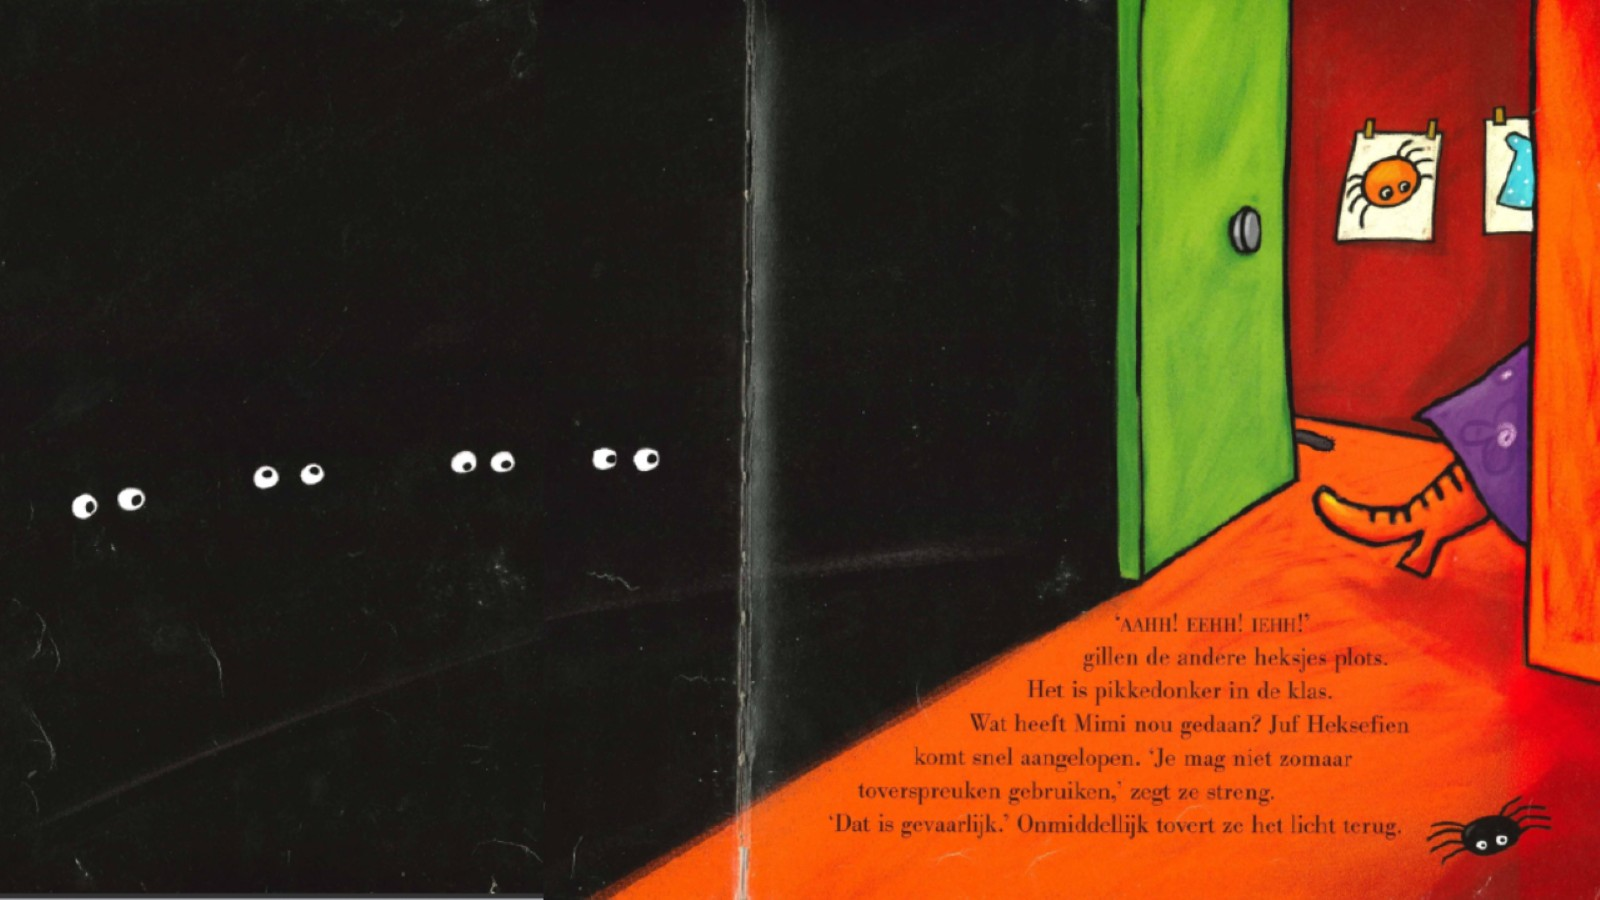 ‘AAHH! EEHH! IEHH!’
gillen de andere heksjes plots.
Het is pikkedonker in de klas.
Wat heeft Mimi nou gedaan? Juf Heksefien
komt snel aangelopen. ‘Je mag niet zomaar
toverspreuken gebruiken,’ zegt ze streng.
‘Dat is gevaarlijk.’ Onmiddellijk tovert ze het licht terug.